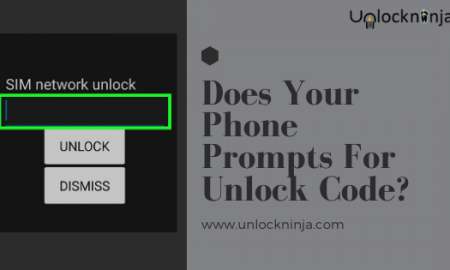 Unlockninja
SIM network unlock
UNLOCK
DISMISS
Does Your
Phone
Prompts For
Unlock Code?
www.unlockninja.com